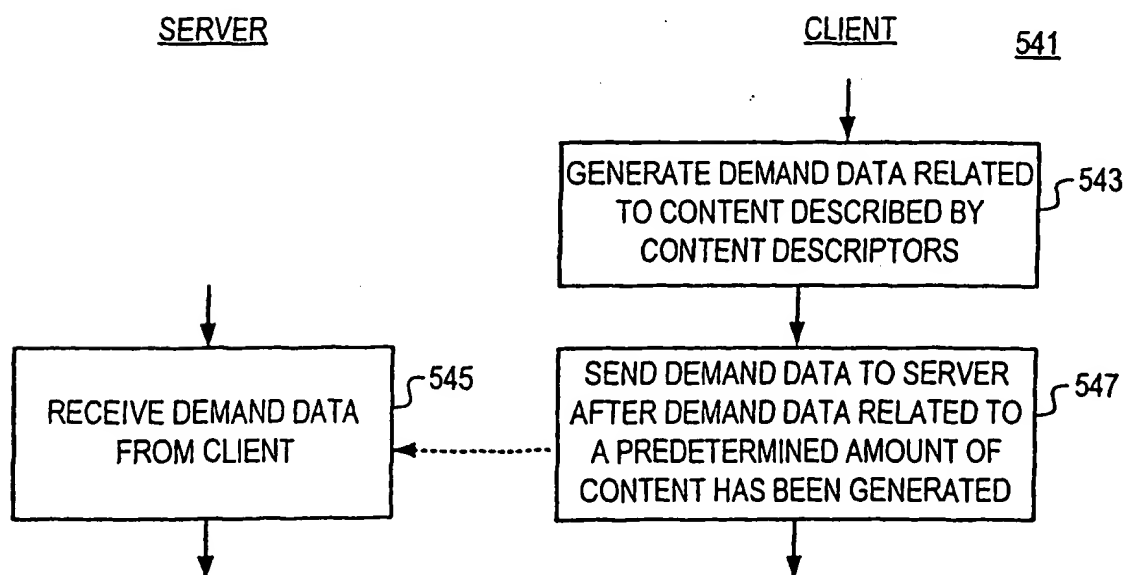 SERVER
CLIENT
541
GENERATE DEMAND DATA RELATED
TO CONTENT DESCRIBED BY
CONTENT DESCRIPTORS
543
RECEIVE DEMAND DATA
FROM CLIENT
545
SEND DEMAND DATA TO SERVER
AFTER DEMAND DATA RELATED TO
A PREDETERMINED AMOUNT OF
CONTENT HAS BEEN GENERATED
547